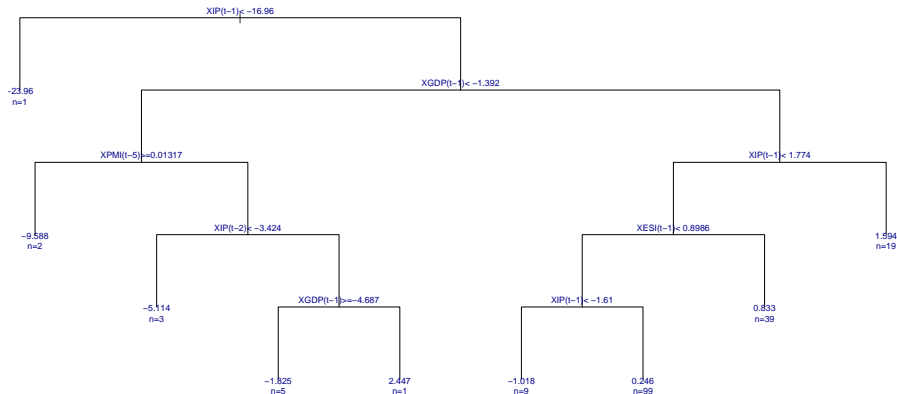 XIP(t−1)< −16.96
XGDP(t−1)< −1.392
-23.96
n=1
XPMI(t−5)>=0.01317
XIP(t−1)< 1.774
XIP(t−2)< −3.424
XESI(t−1)< 0.8986
−9.588
n=2
1.594
n=19
XGDP(t−1)>=−4.687
XIP(t−1)< −1.61
−5.114
n=3
0.833
n=39
−1.825
n=5
2.447
n=1
−1.018
n=9
0.246
n=99